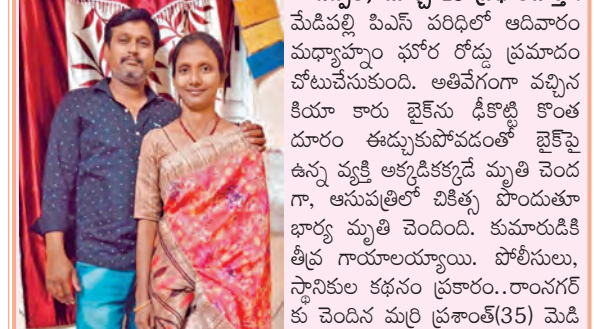 మేడిపల్లి పిఎస్ పరిధిలో ఆదివారం
మధ్యాహ్నం ఘోర రోడ్డు ప్రమాదం
చోటుచేసుకుంది. అతివేగంగా వచ్చిన
కియా కారు బైక్‌ను ఢీకొట్టి కొంత
దూరం ఈడ్చుకుపోవడంతో బైక్‌పై
ఉన్న వ్యక్తి అక్కడికక్కడే మృతి చెంద
గా, ఆసుపత్రిలో చికిత్స పొందుతూ
భార్య మృతి చెందింది. కుమారుడికి
తీవ్ర గాయాలయ్యాయి. పోలీసులు,
స్థానికుల కథనం ప్రకారం..రాంనగర్
కు చెందిన మర్రి ప్రశాంత్(35) మెడి